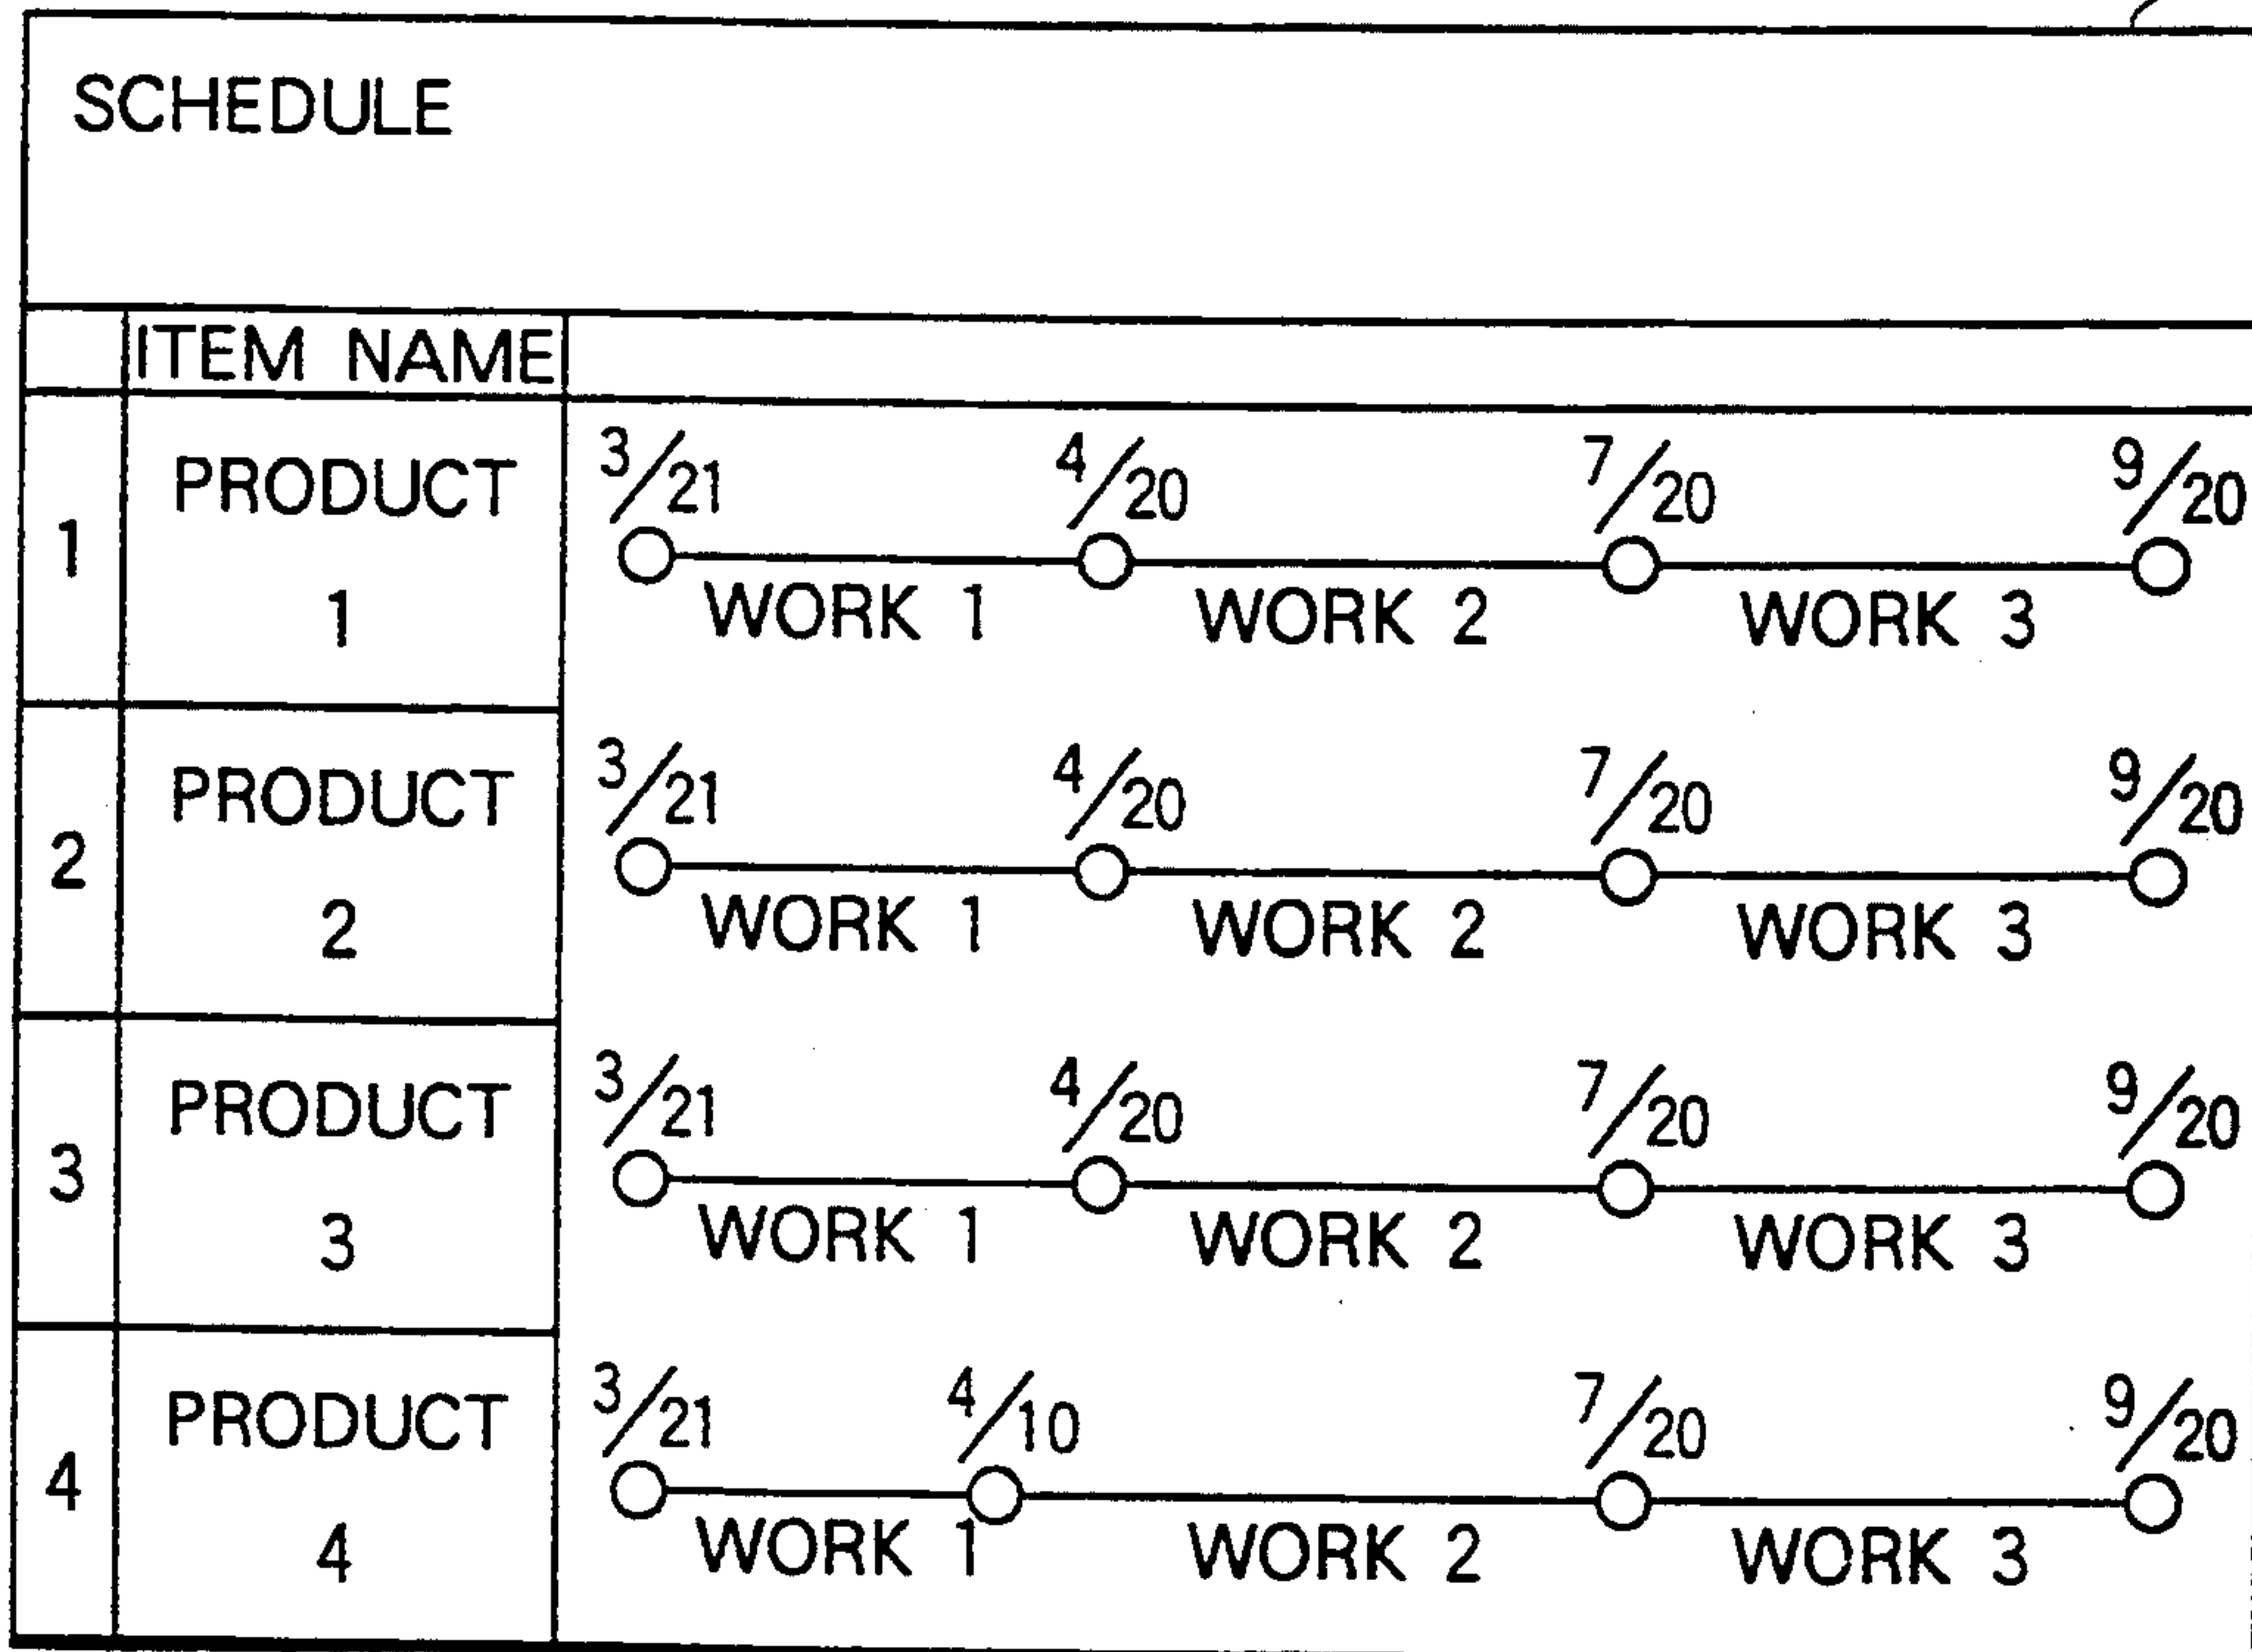 SCHEDULE
ITEM NAME
1
PRODUCT
1
3/21 4/20 7/20 9/20
WORK 1 WORK 2 WORK 3
2
PRODUCT
2
3/21 4/20 7/20 9/20
WORK 1 WORK 2 WORK 3
3
PRODUCT
3
3/21 4/20 7/20 9/20
WORK 1 WORK 2 WORK 3
4
PRODUCT
4
3/21 4/10 7/20 9/20
WORK 1 WORK 2 WORK 3